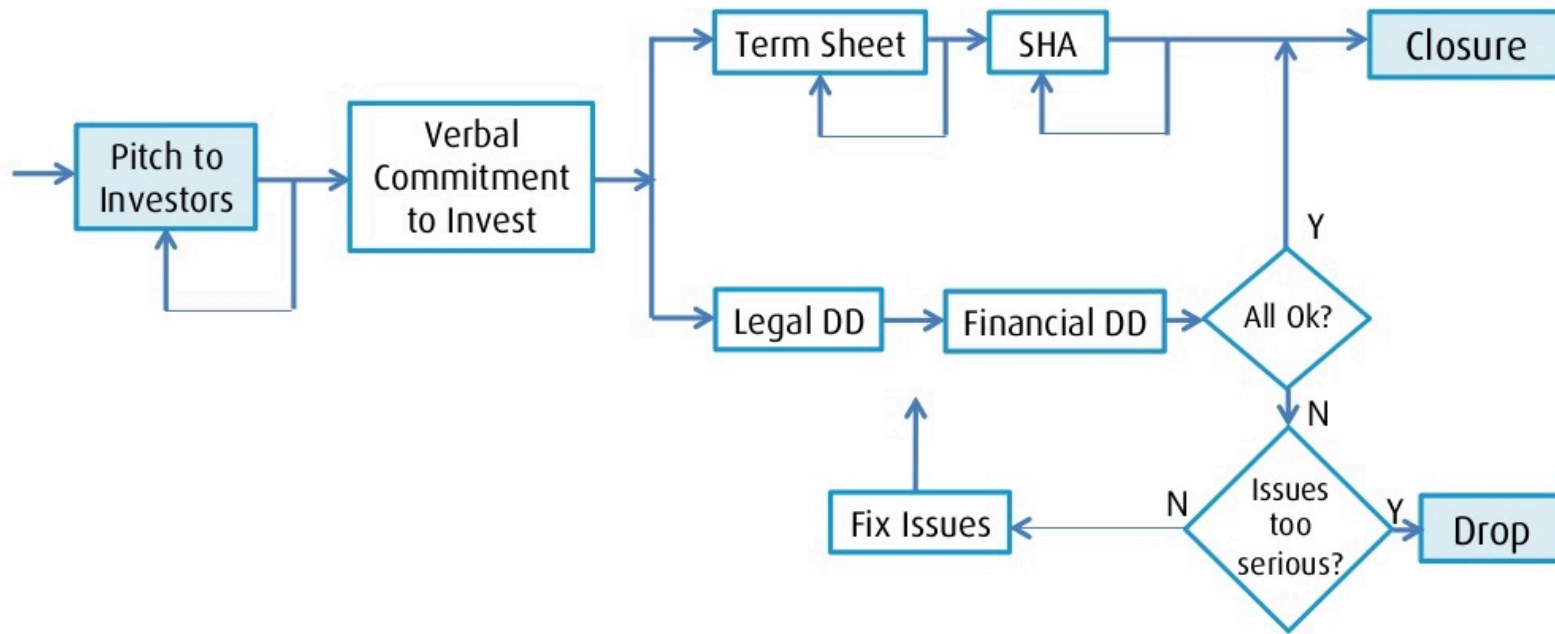 Pitch to
Investors
Verbal
Commitment
to Invest
Term Sheet
SHA
Closure
Legal DD
Financial DD
All Ok?
Y
N
Issues
too
serious?
N
Y
Fix Issues
Drop